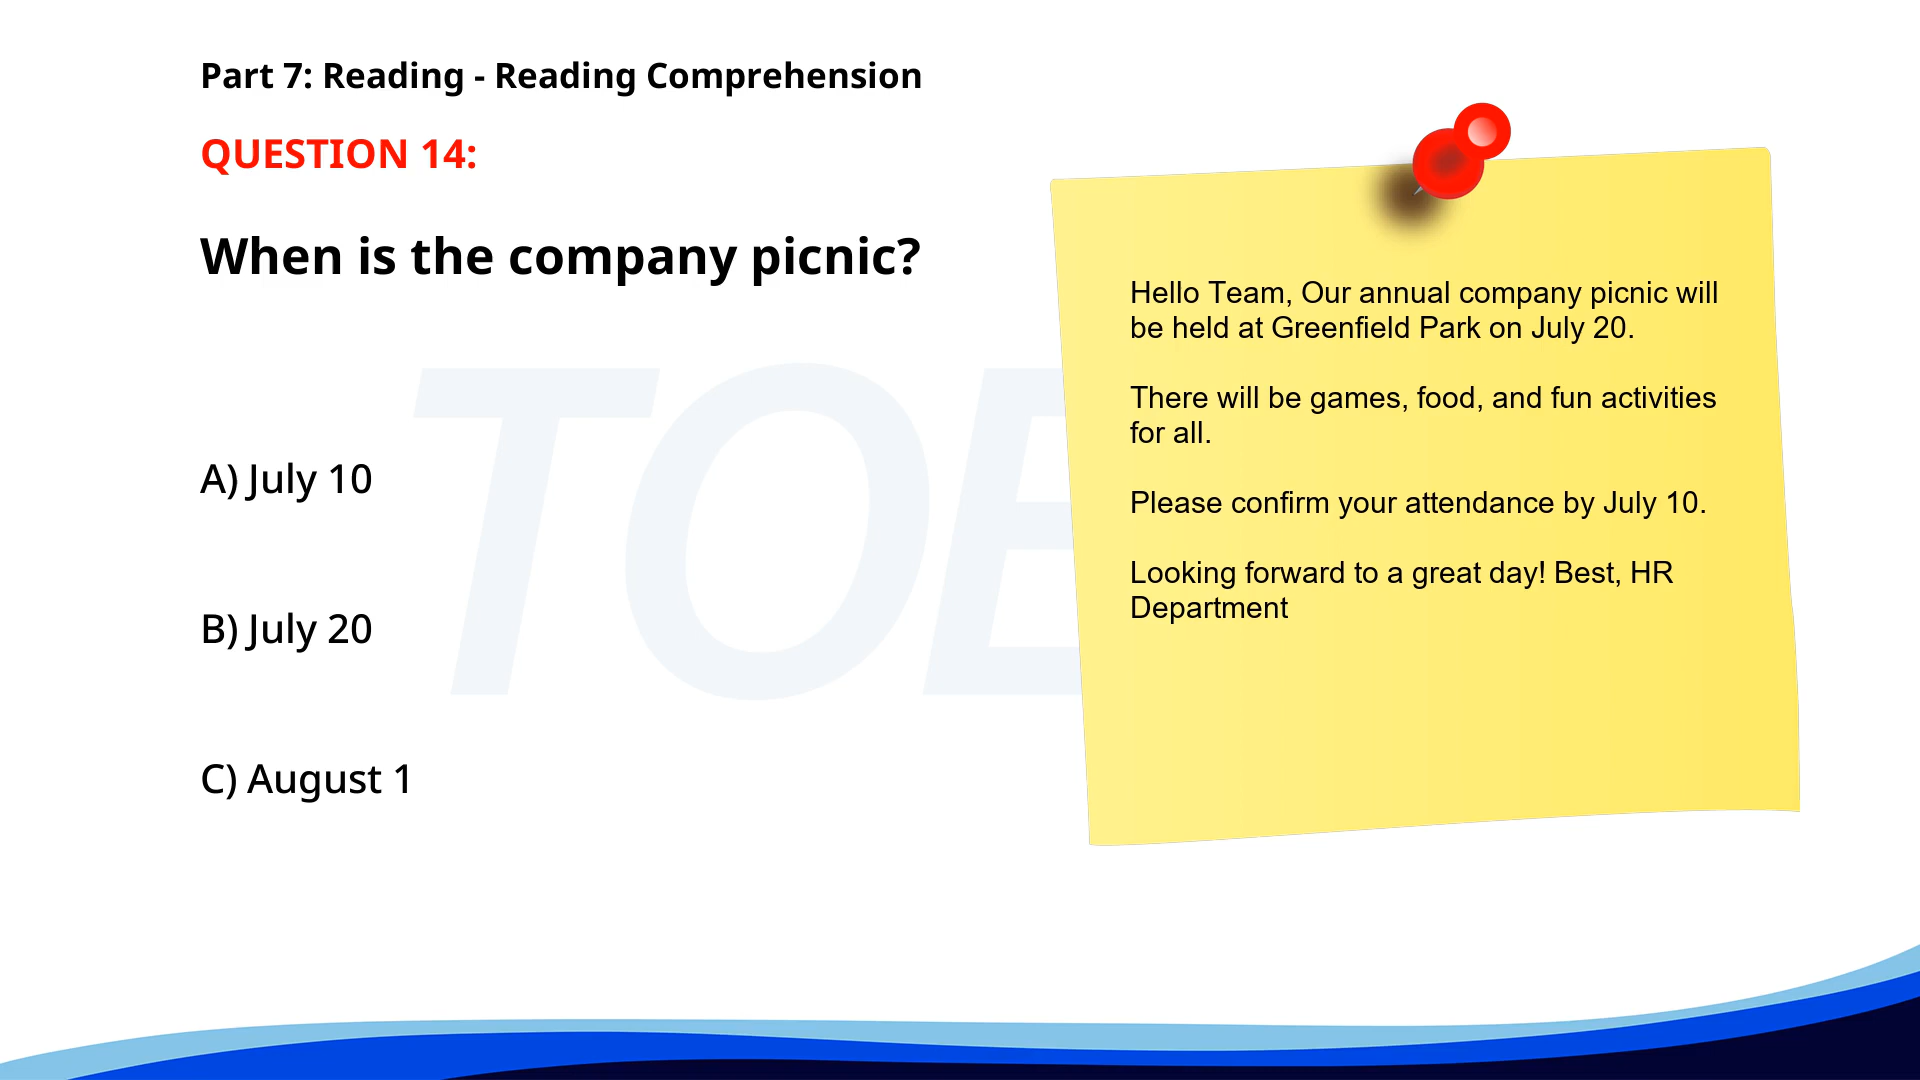 Part 7: Reading - Reading Comprehension
QUESTION 14:
When is the company picnic?
A) July 10
B) July 20
C) August 1
Hello Team, Our annual company picnic will
be held at Greenfield Park on July 20.
There will be games, food, and fun activities
for all.
Please confirm your attendance by July 10.
Looking forward to a great day! Best, HR
Department